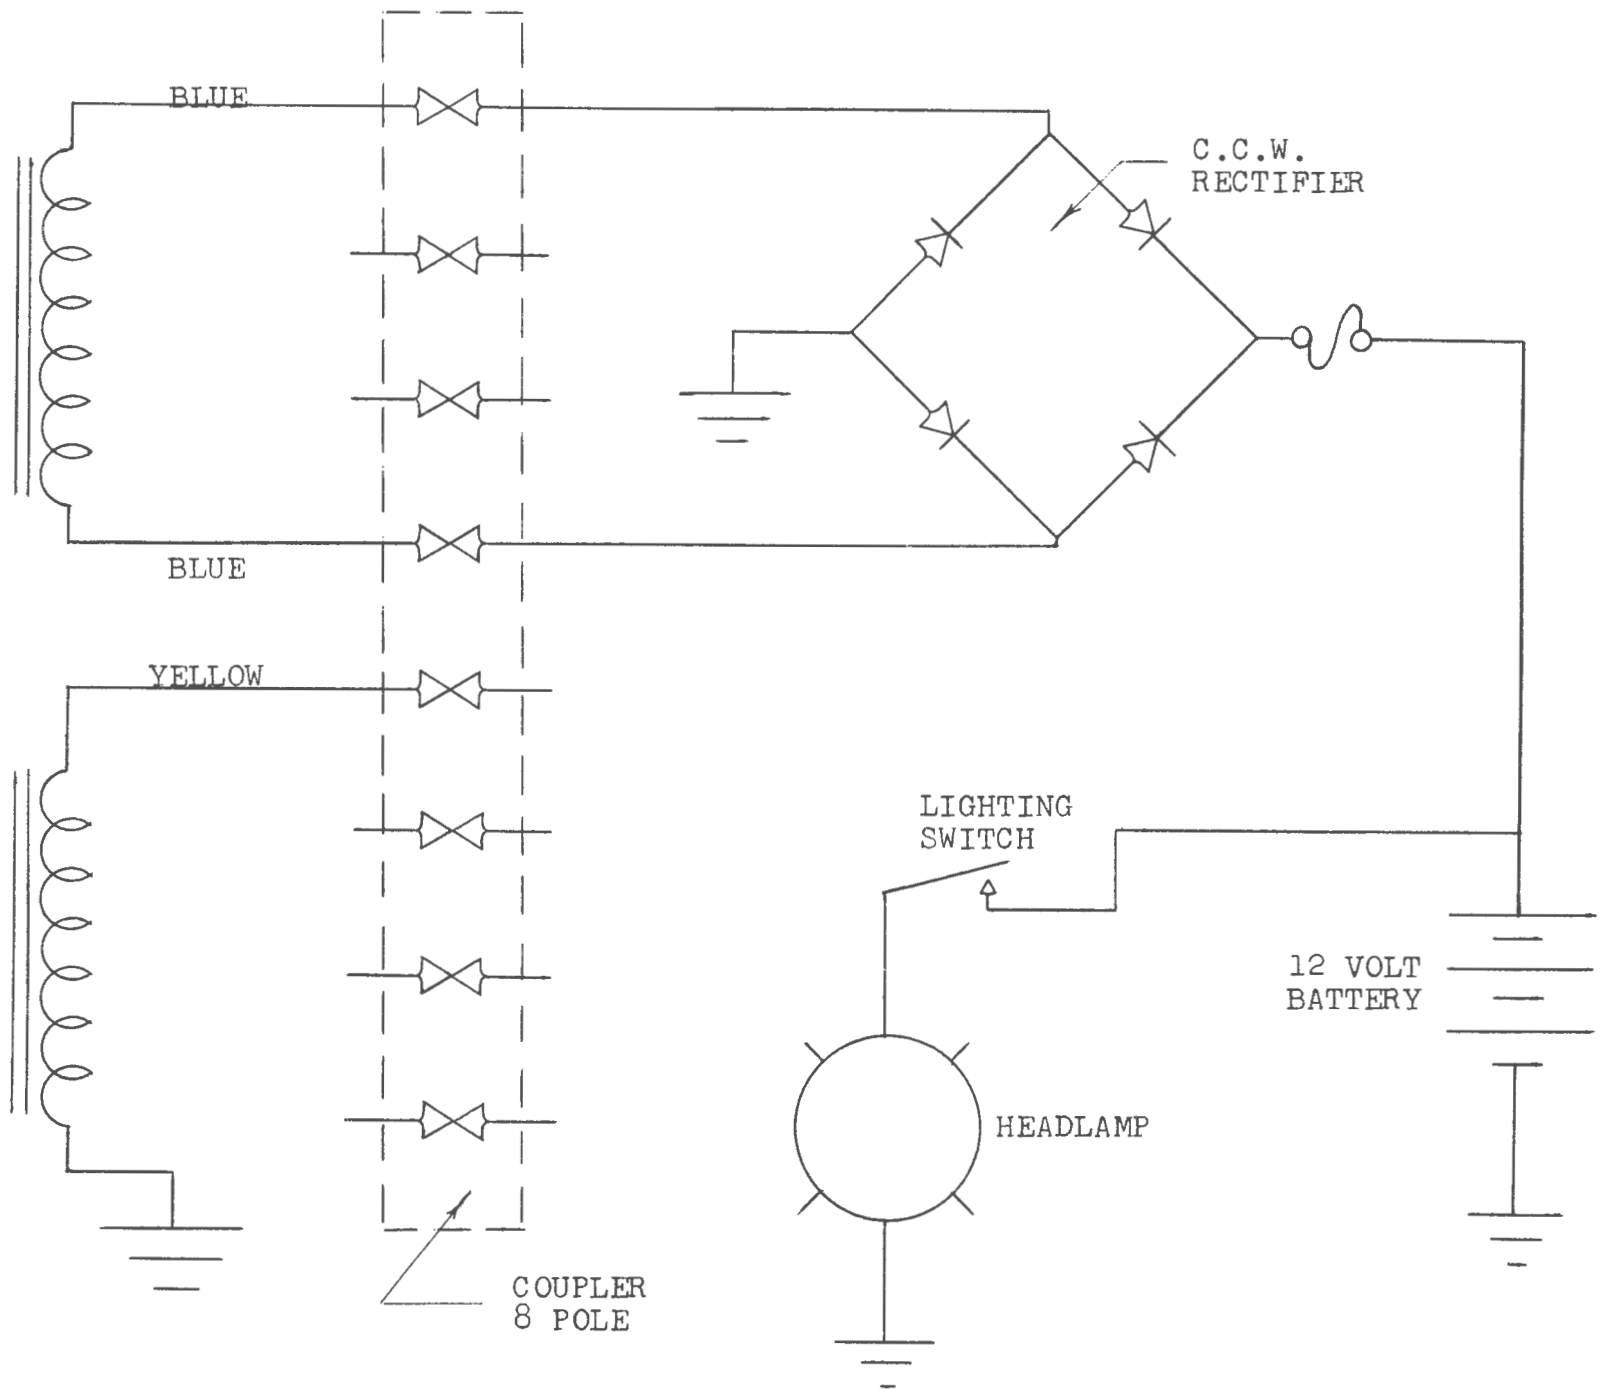 BLUE
C.C.W.
RECTIFIER
BLUE
YELLOW
LIGHTING
SWITCH
12 VOLT
BATTERY
HEADLAMP
COUPLER
8 POLE